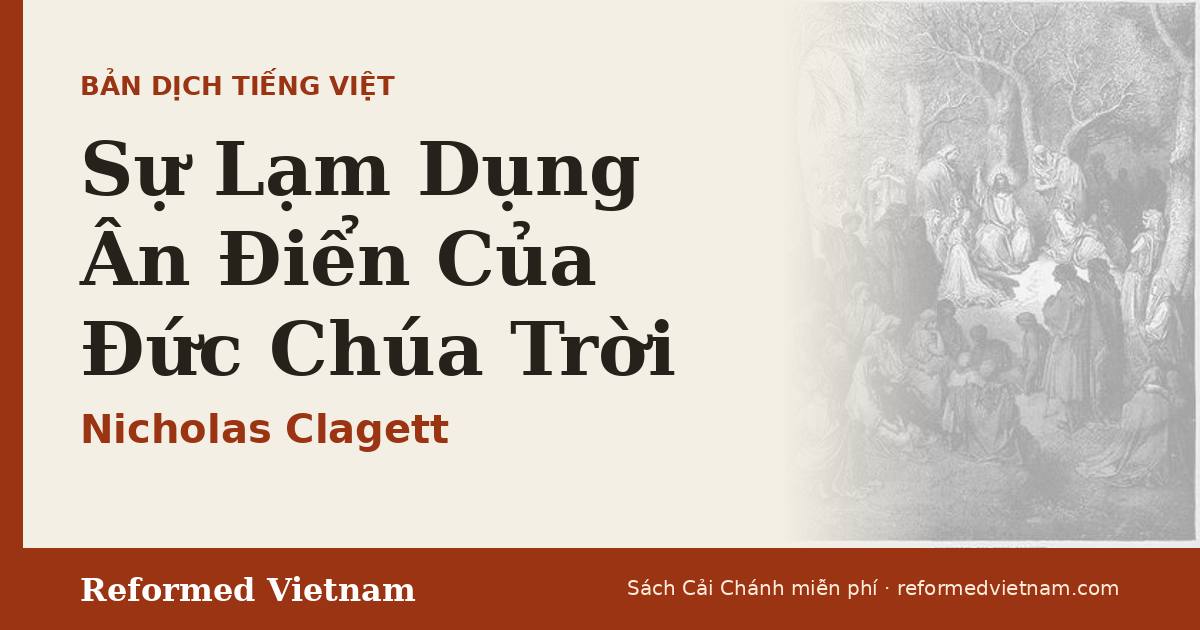 BẢN DỊCH TIẾNG VIỆT
Sự Lạm Dụng
Ân Điển Của
Đức Chúa Trời
Nicholas Clagett
Reformed Vietnam
Sách Cải Chánh miễn phí · reformedvietnam.com